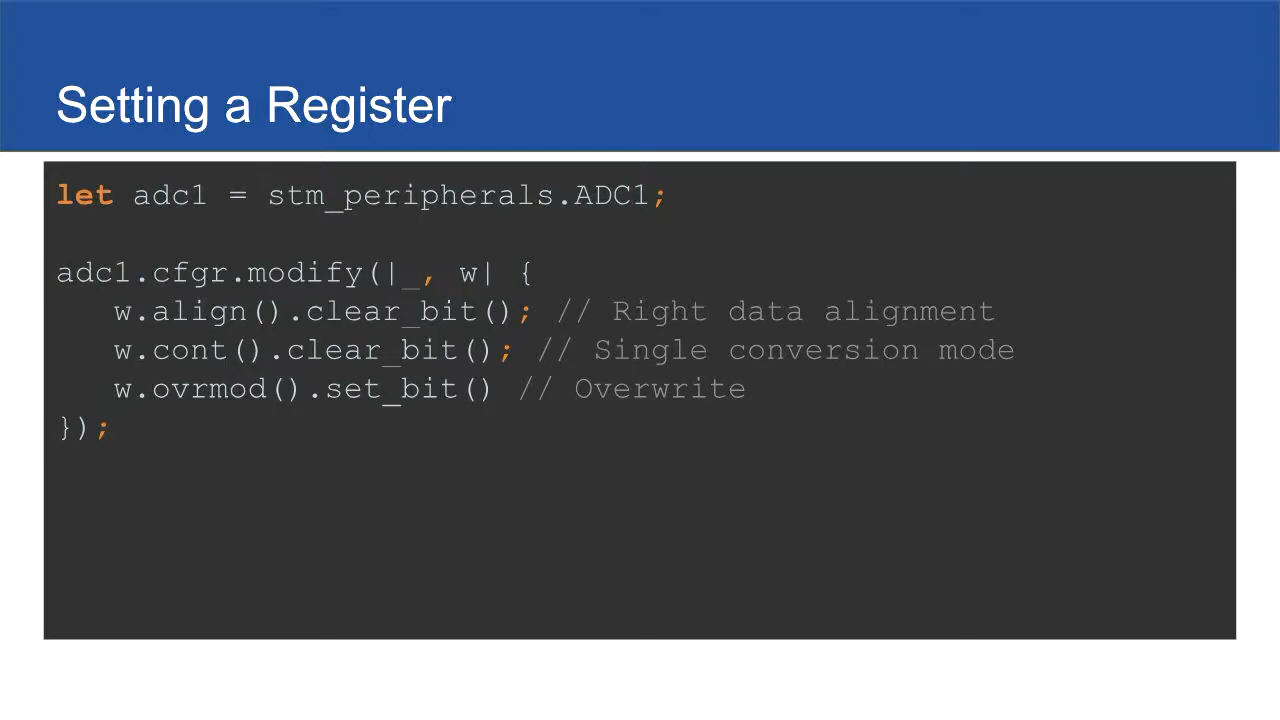 Setting a Register
let adc1 = stm_peripherals.ADC1;
adc1.cfgr.modify(|_, w| {
   w.align().clear_bit(); // Right data alignment
   w.cont().clear_bit(); // Single conversion mode
   w.ovrmod().set_bit() // Overwrite
});